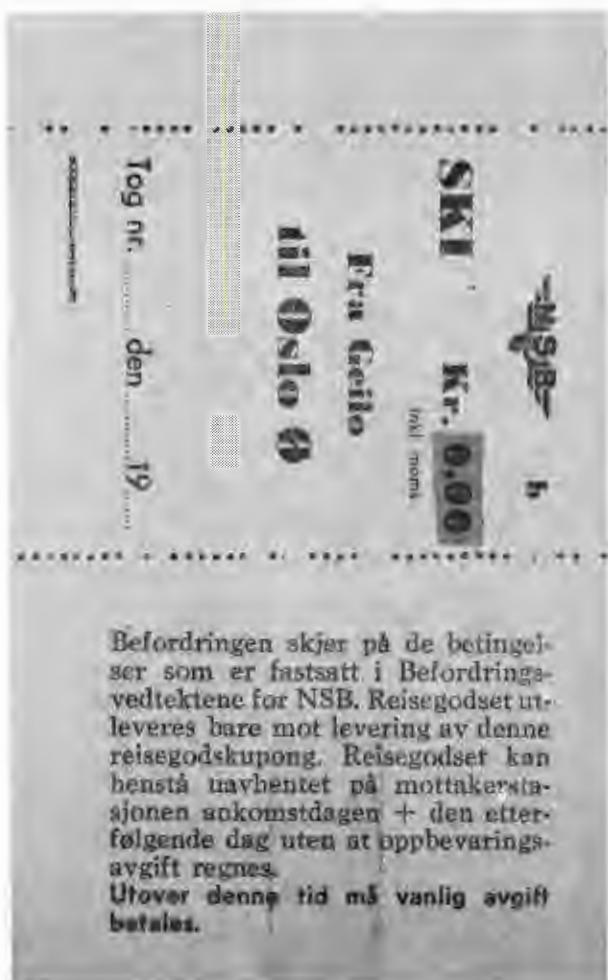 NSB h
SKI Kr. 0.00
inkl moms
Fra Geilo
til Oslo Ø
Tog nr. ........ den ........ 19......
Befordringen skjer på de betingel-
ser som er fastsatt i Befordrings-
vedtektene for NSB. Reisegodset ut-
leveres bare mot levering av denne
reisegodskupong. Reisegodset kan
henstå uavhentet på mottakersta-
sjonen ankomstdagen + den etter-
følgende dag uten at oppbevarings-
avgift regnes.
Utover denne tid må vanlig avgift
betales.